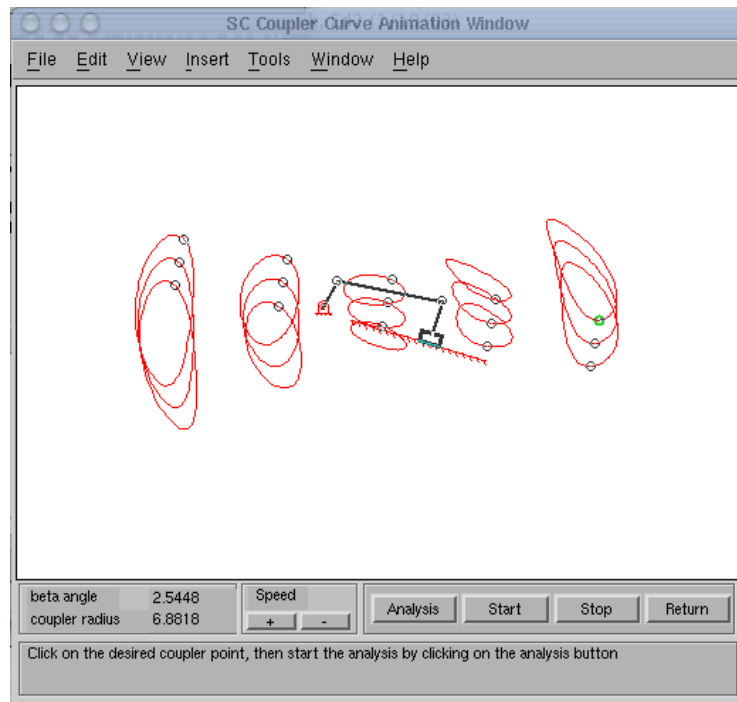 SC Coupler Curve Animation Window
File Edit View Insert Tools Window Help
beta angle 2.5448
coupler radius 6.8818
Speed
+ -
Analysis Start Stop Return
Click on the desired coupler point, then start the analysis by clicking on the analysis button